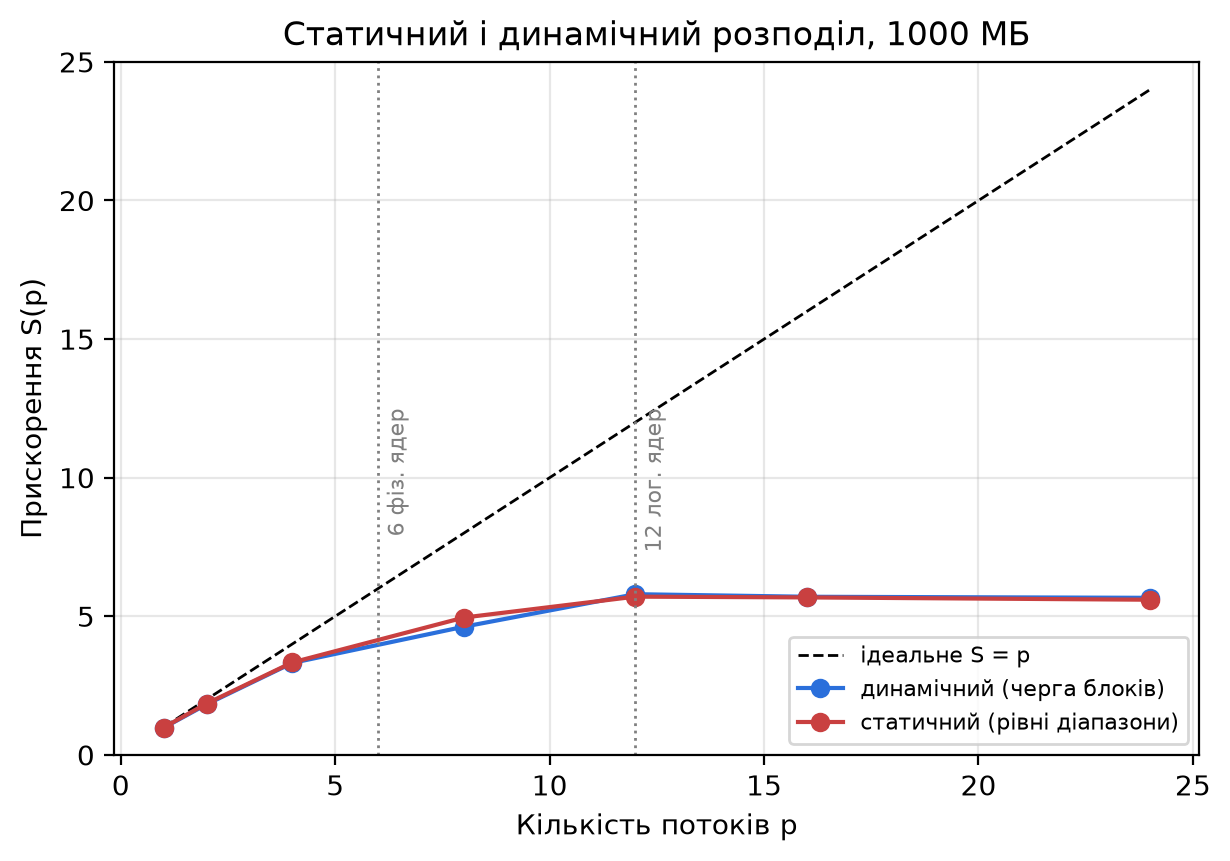 Статичний і динамічний розподіл, 1000 МБ
Прискорення S(p)
25
20
15
10
5
0
6 фіз. ядер
12 лог. ядер
ідеальне S = p
динамічний (черга блоків)
статичний (рівні діапазони)
0 5 10 15 20 25
Кількість потоків p